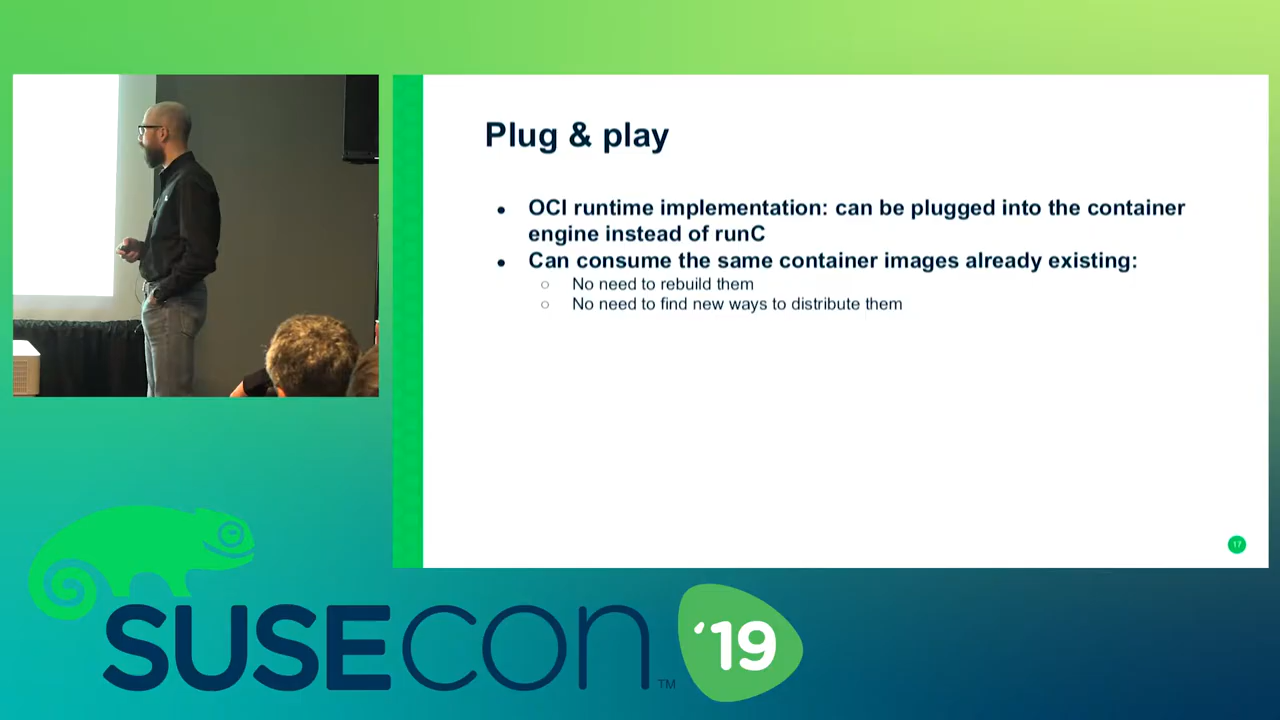 Plug & play
● OCI runtime implementation: can be plugged into the container
engine instead of runC
● Can consume the same container images already existing:
○ No need to rebuild them
○ No need to find new ways to distribute them
17
SUSECON ™ '19